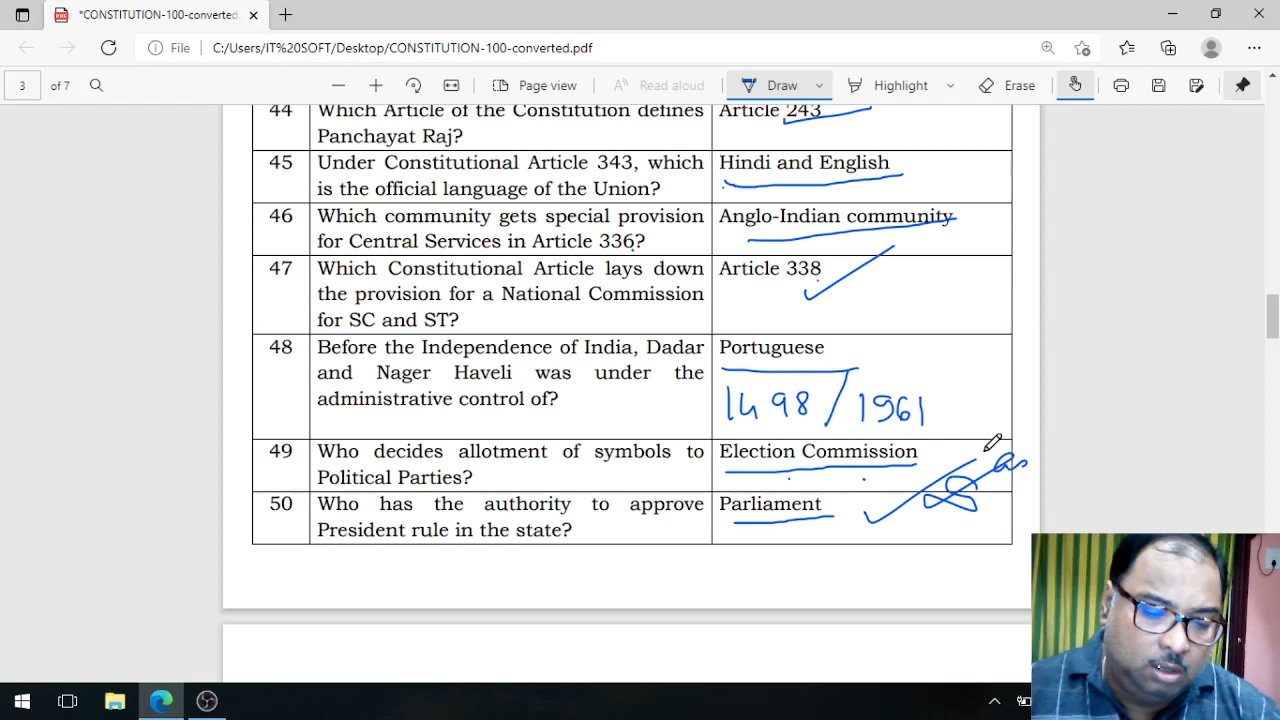 *CONSTITUTION-100-converted
File C:/Users/IT%20SOFT/Desktop/CONSTITUTION-100-converted.pdf
3 of 7 Page view Read aloud Draw Highlight Erase
44 Which Article of the Constitution defines Article 243
Panchayat Raj?
45 Under Constitutional Article 343, which Hindi and English
is the official language of the Union?
46 Which community gets special provision Anglo-Indian community
for Central Services in Article 336?
47 Which Constitutional Article lays down Article 338
the provision for a National Commission
for SC and ST?
48 Before the Independence of India, Dadar Portuguese
and Nager Haveli was under the
administrative control of? 1498/1961
49 Who decides allotment of symbols to Election Commission
Political Parties?
50 Who has the authority to approve Parliament
President rule in the state?